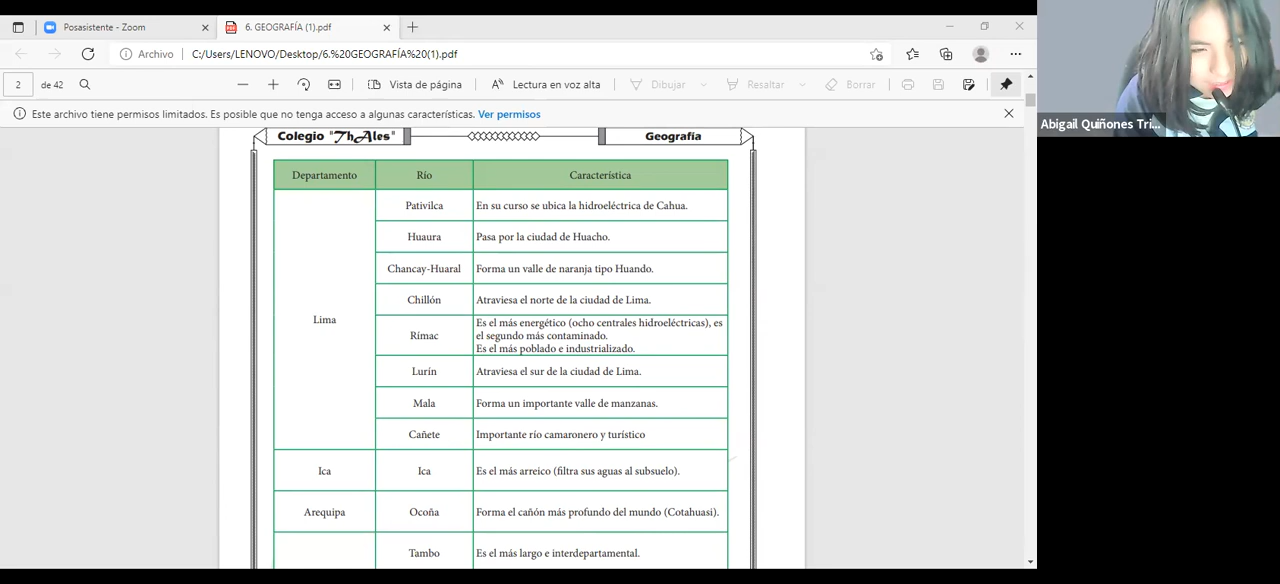 Posasistente - Zoom
6. GEOGRAFÍA (1).pdf
Archivo
C:/Users/LENOVO/Desktop/6.%20GEOGRAFÍA%20(1).pdf
2 de 42
Vista de página
Lectura en voz alta
Dibujar
Resaltar
Borrar
Este archivo tiene permisos limitados. Es posible que no tenga acceso a algunas características. Ver permisos
Abigail Quiñones Tri...
Colegio "ThAles"
Geografía
Departamento Río Característica
Lima
Pativilca En su curso se ubica la hidroeléctrica de Cahua.
Huaura Pasa por la ciudad de Huacho.
Chancay-Huaral Forma un valle de naranja tipo Huando.
Chillón Atraviesa el norte de la ciudad de Lima.
Rímac Es el más energético (ocho centrales hidroeléctricas), es
el segundo más contaminado.
Es el más poblado e industrializado.
Lurín Atraviesa el sur de la ciudad de Lima.
Mala Forma un importante valle de manzanas.
Cañete Importante río camaronero y turístico
Ica Ica Es el más arreico (filtra sus aguas al subsuelo).
Arequipa Ocoña Forma el cañón más profundo del mundo (Cotahuasi).
Tambo Es el más largo e interdepartamental.